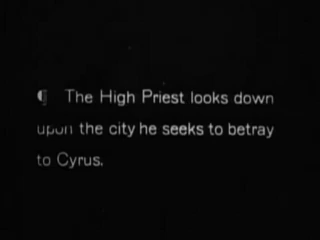 ¶ The High Priest looks down
upon the city he seeks to betray
to Cyrus.